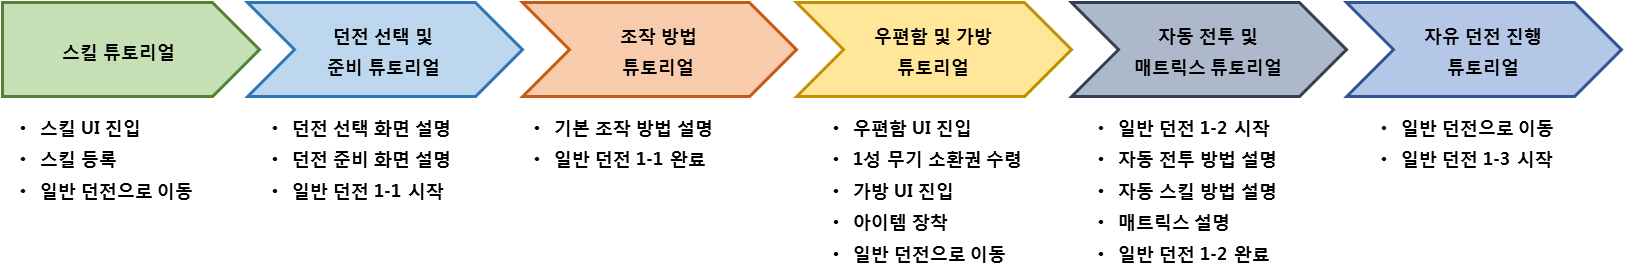 스킬 튜토리얼
• 스킬 UI 진입
• 스킬 등록
• 일반 던전으로 이동
던전 선택 및
준비 튜토리얼
• 던전 선택 화면 설명
• 던전 준비 화면 설명
• 일반 던전 1-1 시작
조작 방법
튜토리얼
• 기본 조작 방법 설명
• 일반 던전 1-1 완료
우편함 및 가방
튜토리얼
• 우편함 UI 진입
• 1성 무기 소환권 수령
• 가방 UI 진입
• 아이템 장착
• 일반 던전으로 이동
자동 전투 및
매트릭스 튜토리얼
• 일반 던전 1-2 시작
• 자동 전투 방법 설명
• 자동 스킬 방법 설명
• 매트릭스 설명
• 일반 던전 1-2 완료
자유 던전 진행
튜토리얼
• 일반 던전으로 이동
• 일반 던전 1-3 시작